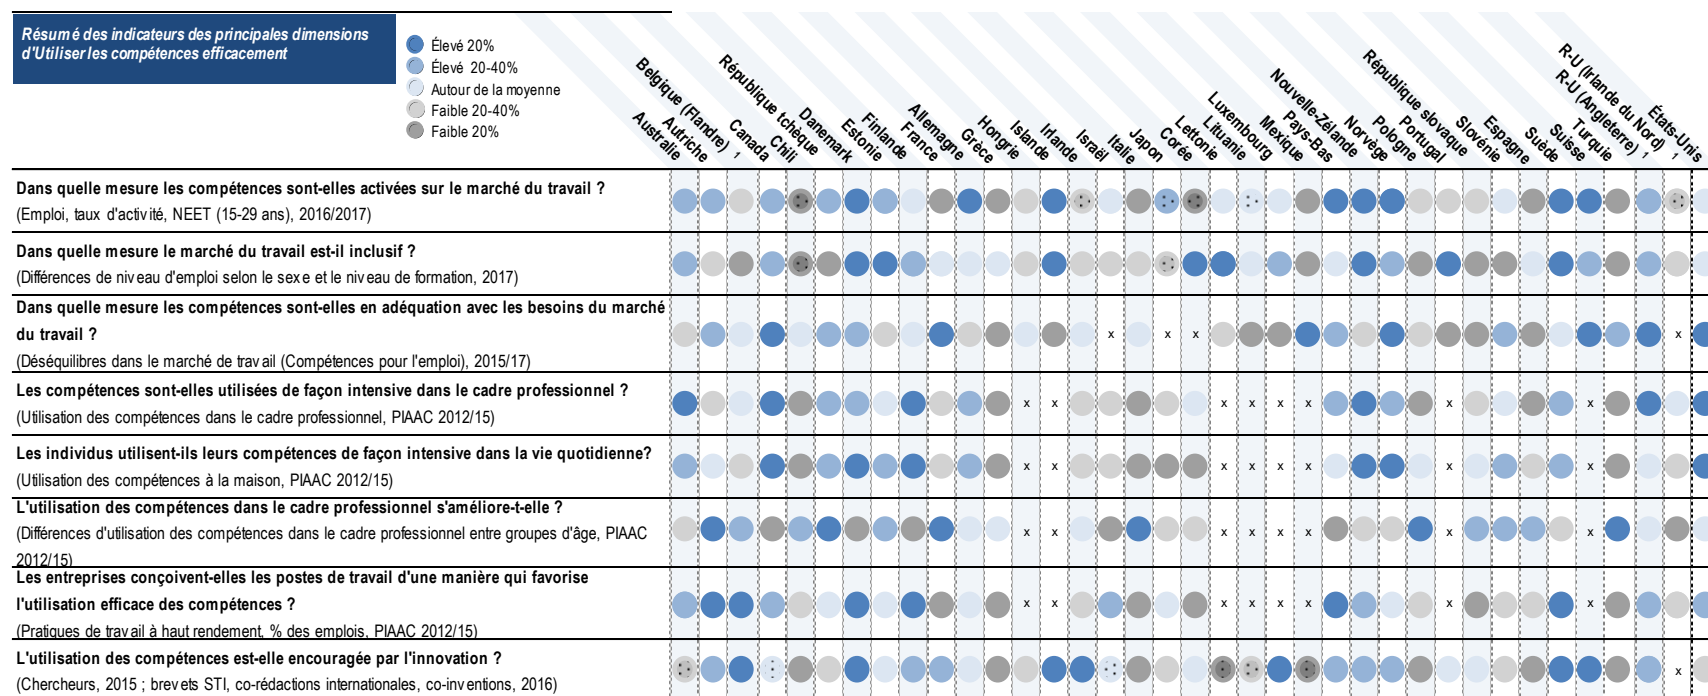 Résumé des indicateurs des principales dimensions
d'Utiliser les compétences efficacement
Élevé 20%
Élevé 20-40%
Autour de la moyenne
Faible 20-40%
Faible 20%
Australie
Autriche
Belgique (Flandre) 1
Canada
Chili
République tchèque
Danemark
Estonie
Finlande
France
Allemagne
Grèce
Hongrie
Islande
Irlande
Israël
Italie
Japon
Corée
Lettonie
Lituanie
Luxembourg
Mexique
Pays-Bas
Nouvelle-Zélande
Norvège
Pologne
Portugal
République slovaque
Slovénie
Espagne
Suède
Suisse
Turquie
R-U (Angleterre) 1
R-U (Irlande du Nord) 1
États-Unis
Dans quelle mesure les compétences sont-elles activées sur le marché du travail ?
(Emploi, taux d'activité, NEET (15-29 ans), 2016/2017)
Dans quelle mesure le marché du travail est-il inclusif ?
(Différences de niveau d'emploi selon le sexe et le niveau de formation, 2017)
Dans quelle mesure les compétences sont-elles en adéquation avec les besoins du marché
du travail ?
(Déséquilibres dans le marché de travail (Compétences pour l'emploi), 2015/17)
x x x x
Les compétences sont-elles utilisées de façon intensive dans le cadre professionnel ?
(Utilisation des compétences dans le cadre professionnel, PIAAC 2012/15)
x x x x x x x x
Les individus utilisent-ils leurs compétences de façon intensive dans la vie quotidienne?
(Utilisation des compétences à la maison, PIAAC 2012/15)
x x x x x x x x
L'utilisation des compétences dans le cadre professionnel s'améliore-t-elle ?
(Différences d'utilisation des compétences dans le cadre professionnel entre groupes d'âge, PIAAC
2012/15)
x x x x x x x x
Les entreprises conçoivent-elles les postes de travail d'une manière qui favorise
l'utilisation efficace des compétences ?
(Pratiques de travail à haut rendement, % des emplois, PIAAC 2012/15)
x x x x x x x x
L'utilisation des compétences est-elle encouragée par l'innovation ?
(Chercheurs, 2015 ; brevets STI, co-rédactions internationales, co-inventions, 2016)
x